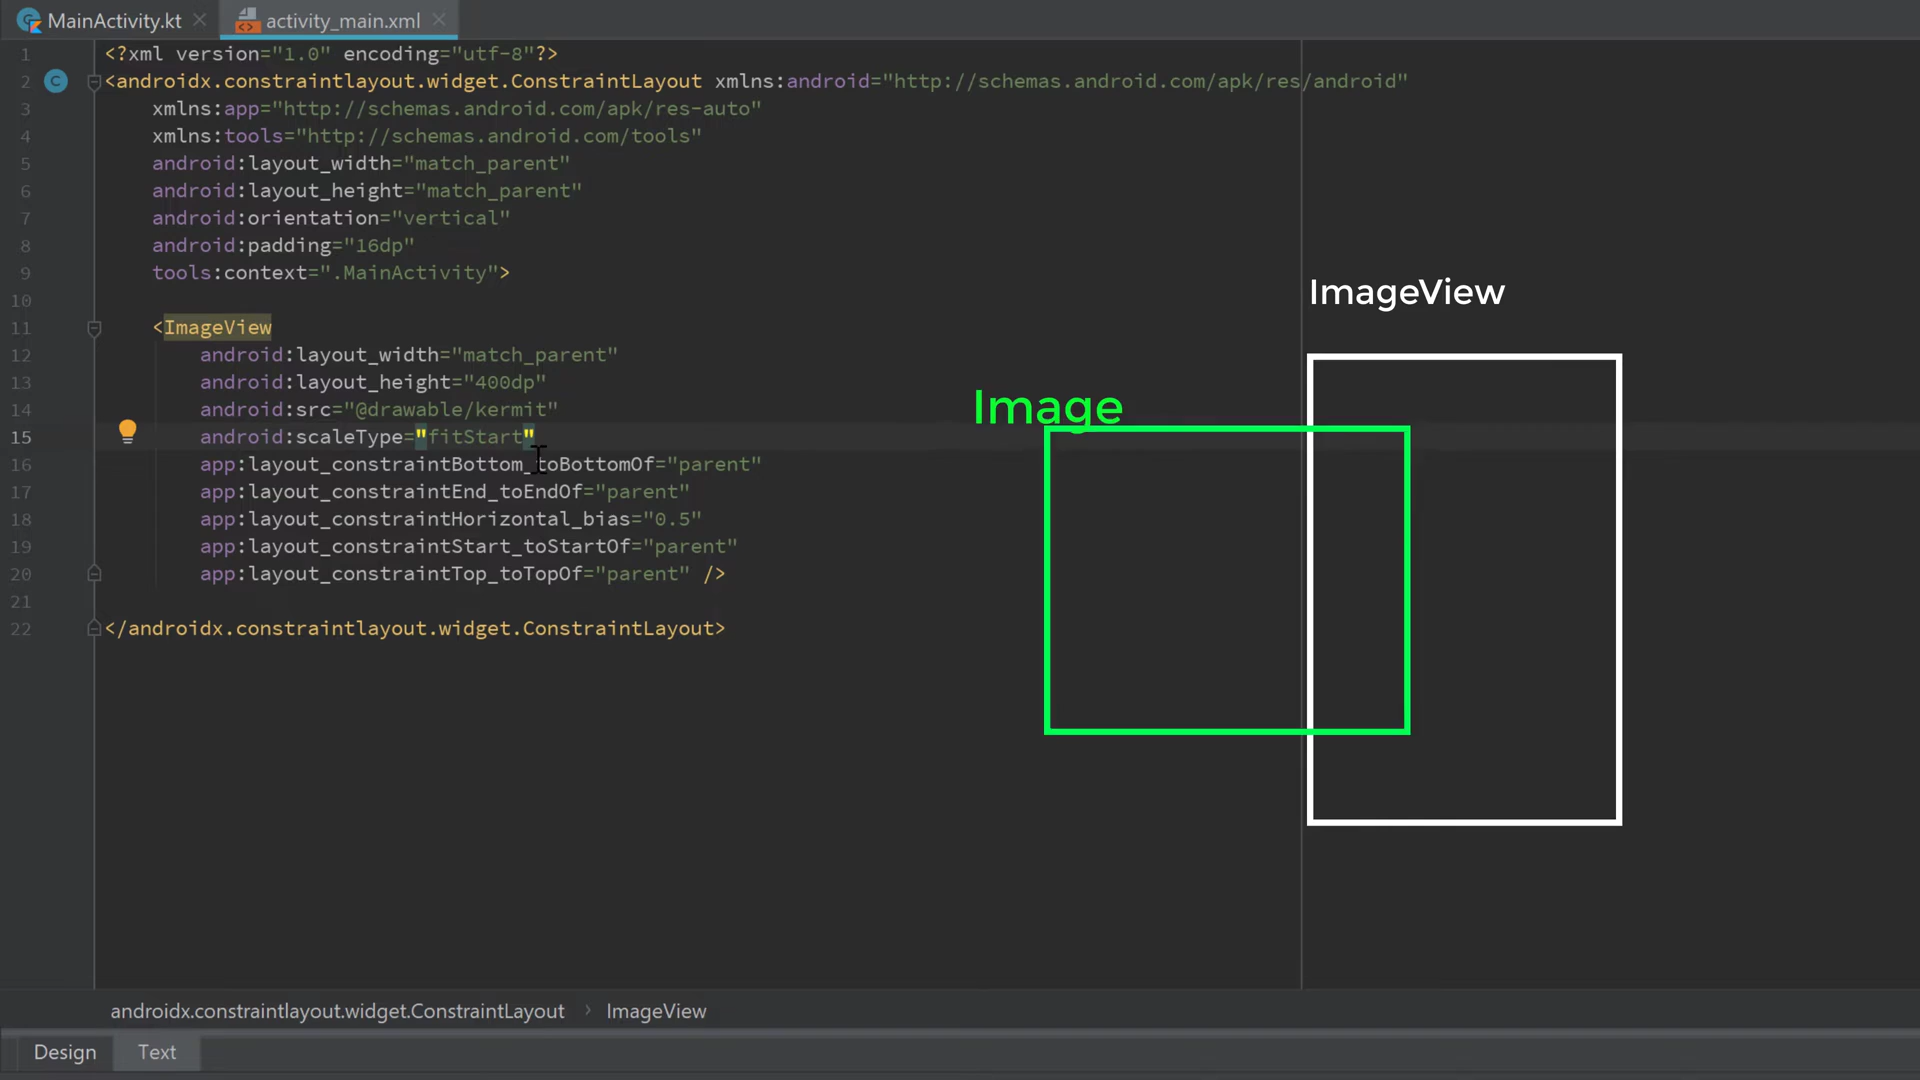 MainActivity.kt
activity_main.xml
1 <?xml version="1.0" encoding="utf-8"?>
2 <androidx.constraintlayout.widget.ConstraintLayout xmlns:android="http://schemas.android.com/apk/res/android"
3 xmlns:app="http://schemas.android.com/apk/res-auto"
4 xmlns:tools="http://schemas.android.com/tools"
5 android:layout_width="match_parent"
6 android:layout_height="match_parent"
7 android:orientation="vertical"
8 android:padding="16dp"
9 tools:context=".MainActivity">
10
11 <ImageView
12 android:layout_width="match_parent"
13 android:layout_height="400dp"
14 android:src="@drawable/kermit"
15 android:scaleType="fitStart"
16 app:layout_constraintBottom_toBottomOf="parent"
17 app:layout_constraintEnd_toEndOf="parent"
18 app:layout_constraintHorizontal_bias="0.5"
19 app:layout_constraintStart_toStartOf="parent"
20 app:layout_constraintTop_toTopOf="parent" />
21
22 </androidx.constraintlayout.widget.ConstraintLayout>
ImageView
Image
androidx.constraintlayout.widget.ConstraintLayout › ImageView
Design Text